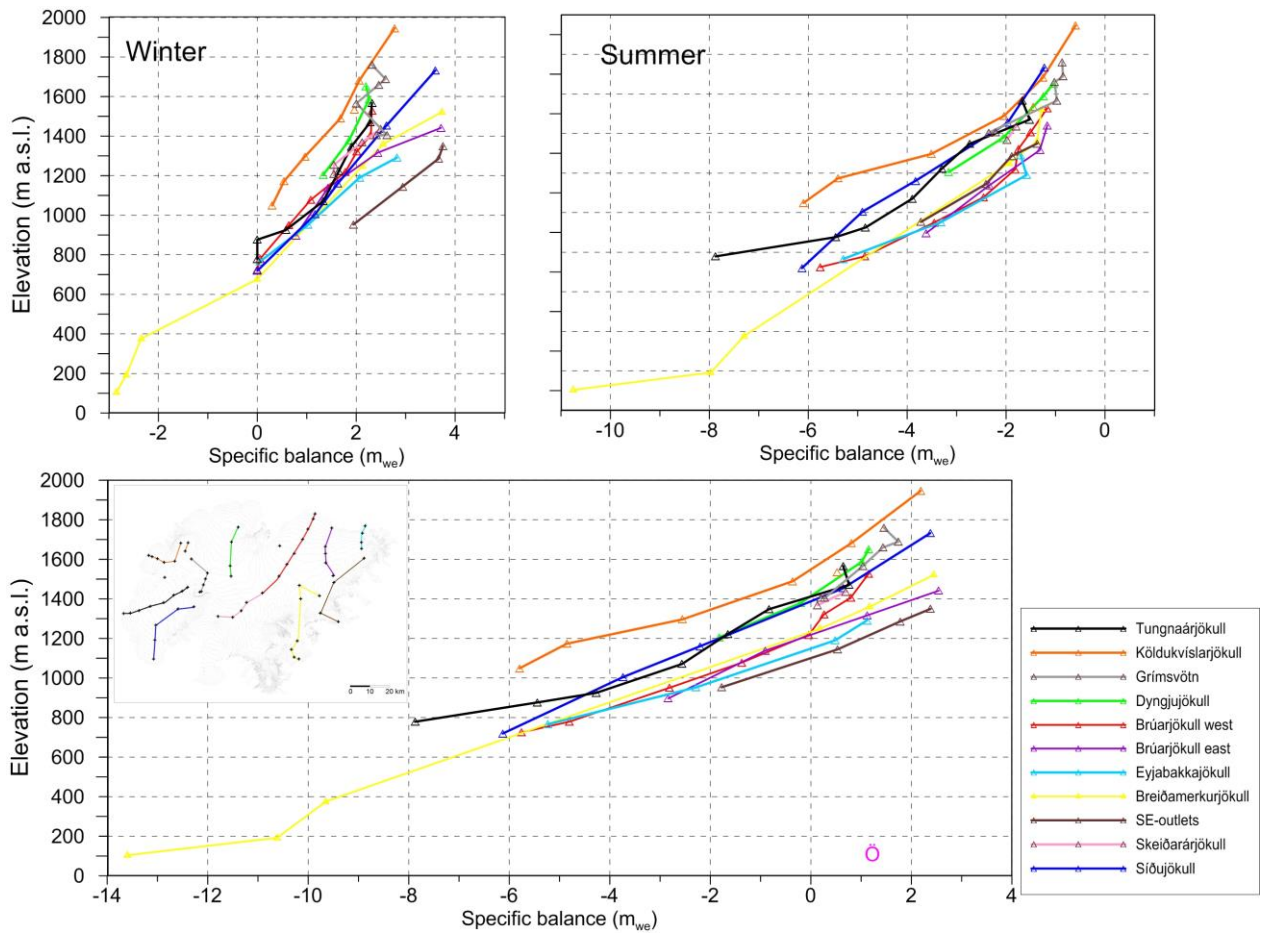 Winter
2000
1800
1600
1400
1200
1000
800
600
400
200
0
Elevation (m a.s.l.)
-2 0 2 4
Specific balance (m_we)
Summer
-10 -8 -6 -4 -2 0
Specific balance (m_we)
2000
1800
1600
1400
1200
1000
800
600
400
200
0
Elevation (m a.s.l.)
0 10 20 km
Ö
-14 -12 -10 -8 -6 -4 -2 0 2 4
Specific balance (m_we)
Tungnaárjökull
Köldukvíslarjökull
Grímsvötn
Dyngjujökull
Brúarjökull west
Brúarjökull east
Eyjabakkajökull
Breiðamerkurjökull
SE-outlets
Skeiðarárjökull
Síðujökull